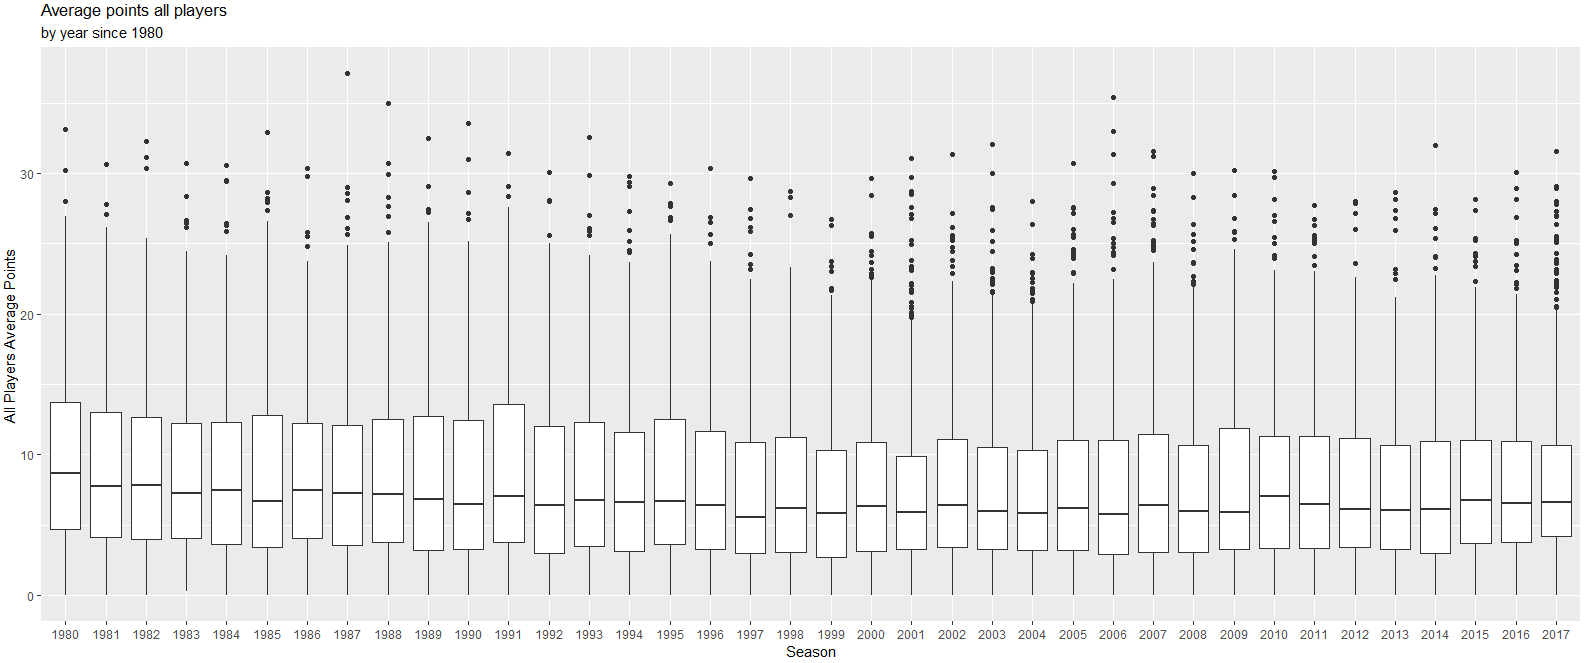 Average points all players
by year since 1980
All Players Average Points
30
20
10
0
1980 1981 1982 1983 1984 1985 1986 1987 1988 1989 1990 1991 1992 1993 1994 1995 1996 1997 1998 1999 2000 2001 2002 2003 2004 2005 2006 2007 2008 2009 2010 2011 2012 2013 2014 2015 2016 2017
Season